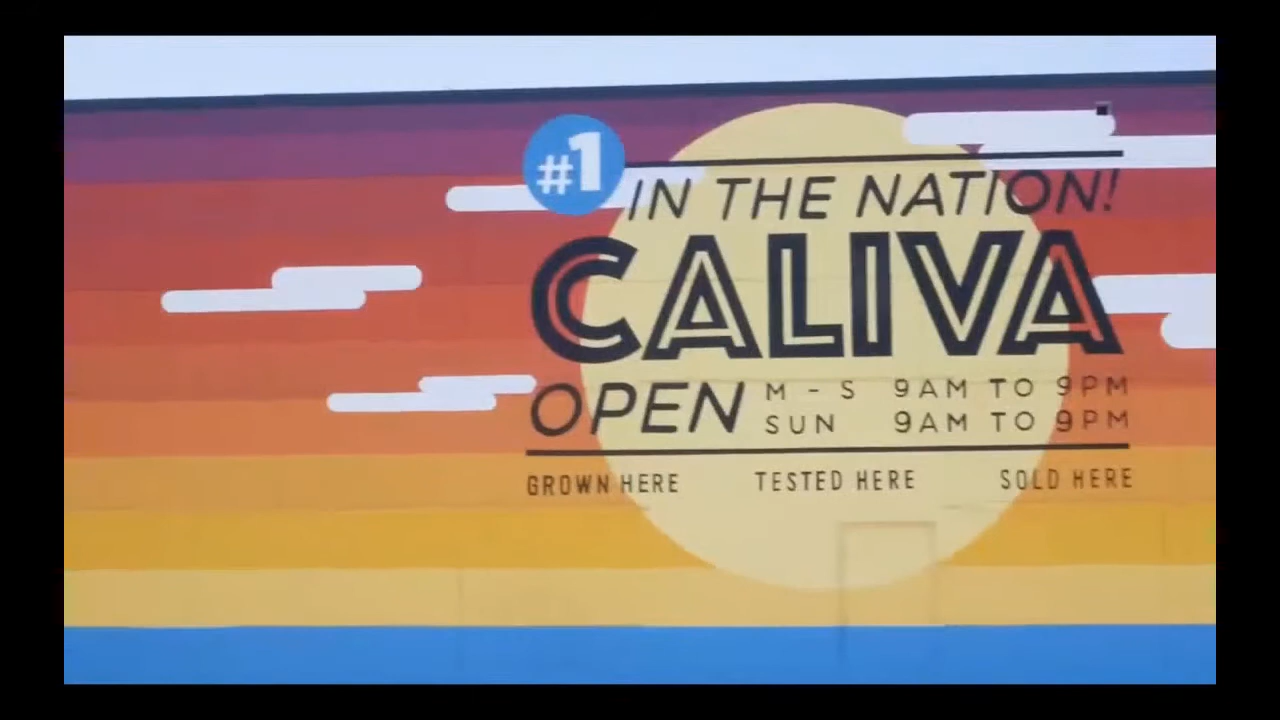 #1 IN THE NATION!
CALIVA
OPEN M - S 9AM TO 9PM
SUN 9AM TO 9PM
GROWN HERE TESTED HERE SOLD HERE